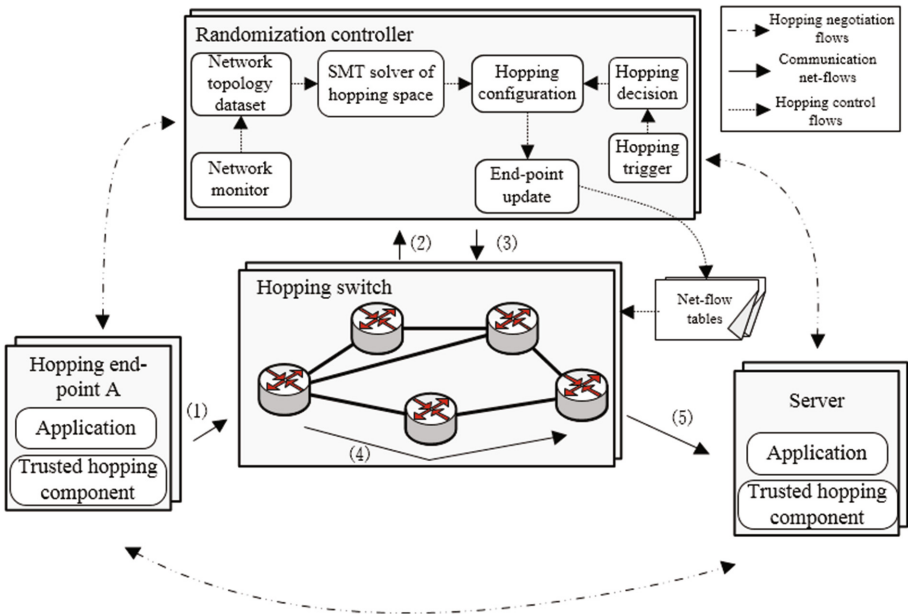 Randomization controller
Network
topology
dataset
SMT solver of
hopping space
Hopping
configuration
Hopping
decision
Network
monitor
End-point
update
Hopping
trigger
Hopping negotiation
flows
Communication
net-flows
Hopping control
flows
(2)
(3)
Hopping switch
Net-flow
tables
Hopping end-
point A
Application
Trusted hopping
component
(1)
(4)
(5)
Server
Application
Trusted hopping
component